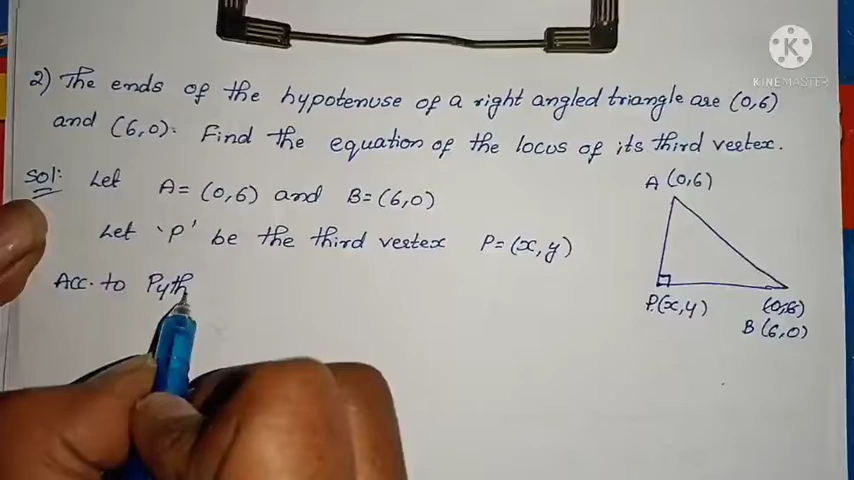 KINEMASTER
2) The ends of the hypotenuse of a right angled triangle are (0,6)
and (6,0). Find the equation of the locus of its third vertex.
Sol: Let A = (0,6) and B = (6,0)
Let 'P' be the third vertex P = (x, y)
Acc. to Pyth
A (0,6)
P(x,y)
B (6,0)